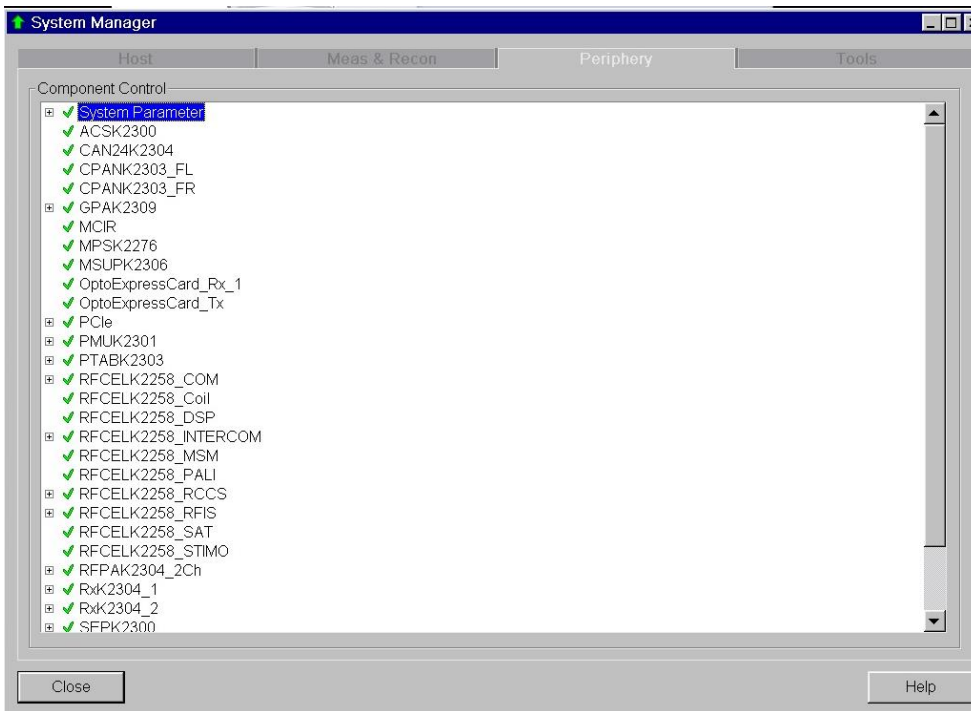 System Manager
Host Meas & Recon Periphery Tools
Component Control
System Parameter
ACSK2300
CAN24K2304
CPANK2303_FL
CPANK2303_FR
GPAK2309
MCIR
MPSK2276
MSUPK2306
OptoExpressCard_Rx_1
OptoExpressCard_Tx
PCIe
PMUK2301
PTABK2303
RFCELK2258_COM
RFCELK2258_Coil
RFCELK2258_DSP
RFCELK2258_INTERCOM
RFCELK2258_MSM
RFCELK2258_PALI
RFCELK2258_RCCS
RFCELK2258_RFIS
RFCELK2258_SAT
RFCELK2258_STIMO
RFPAK2304_2Ch
RxK2304_1
RxK2304_2
SEPK2300
Close Help